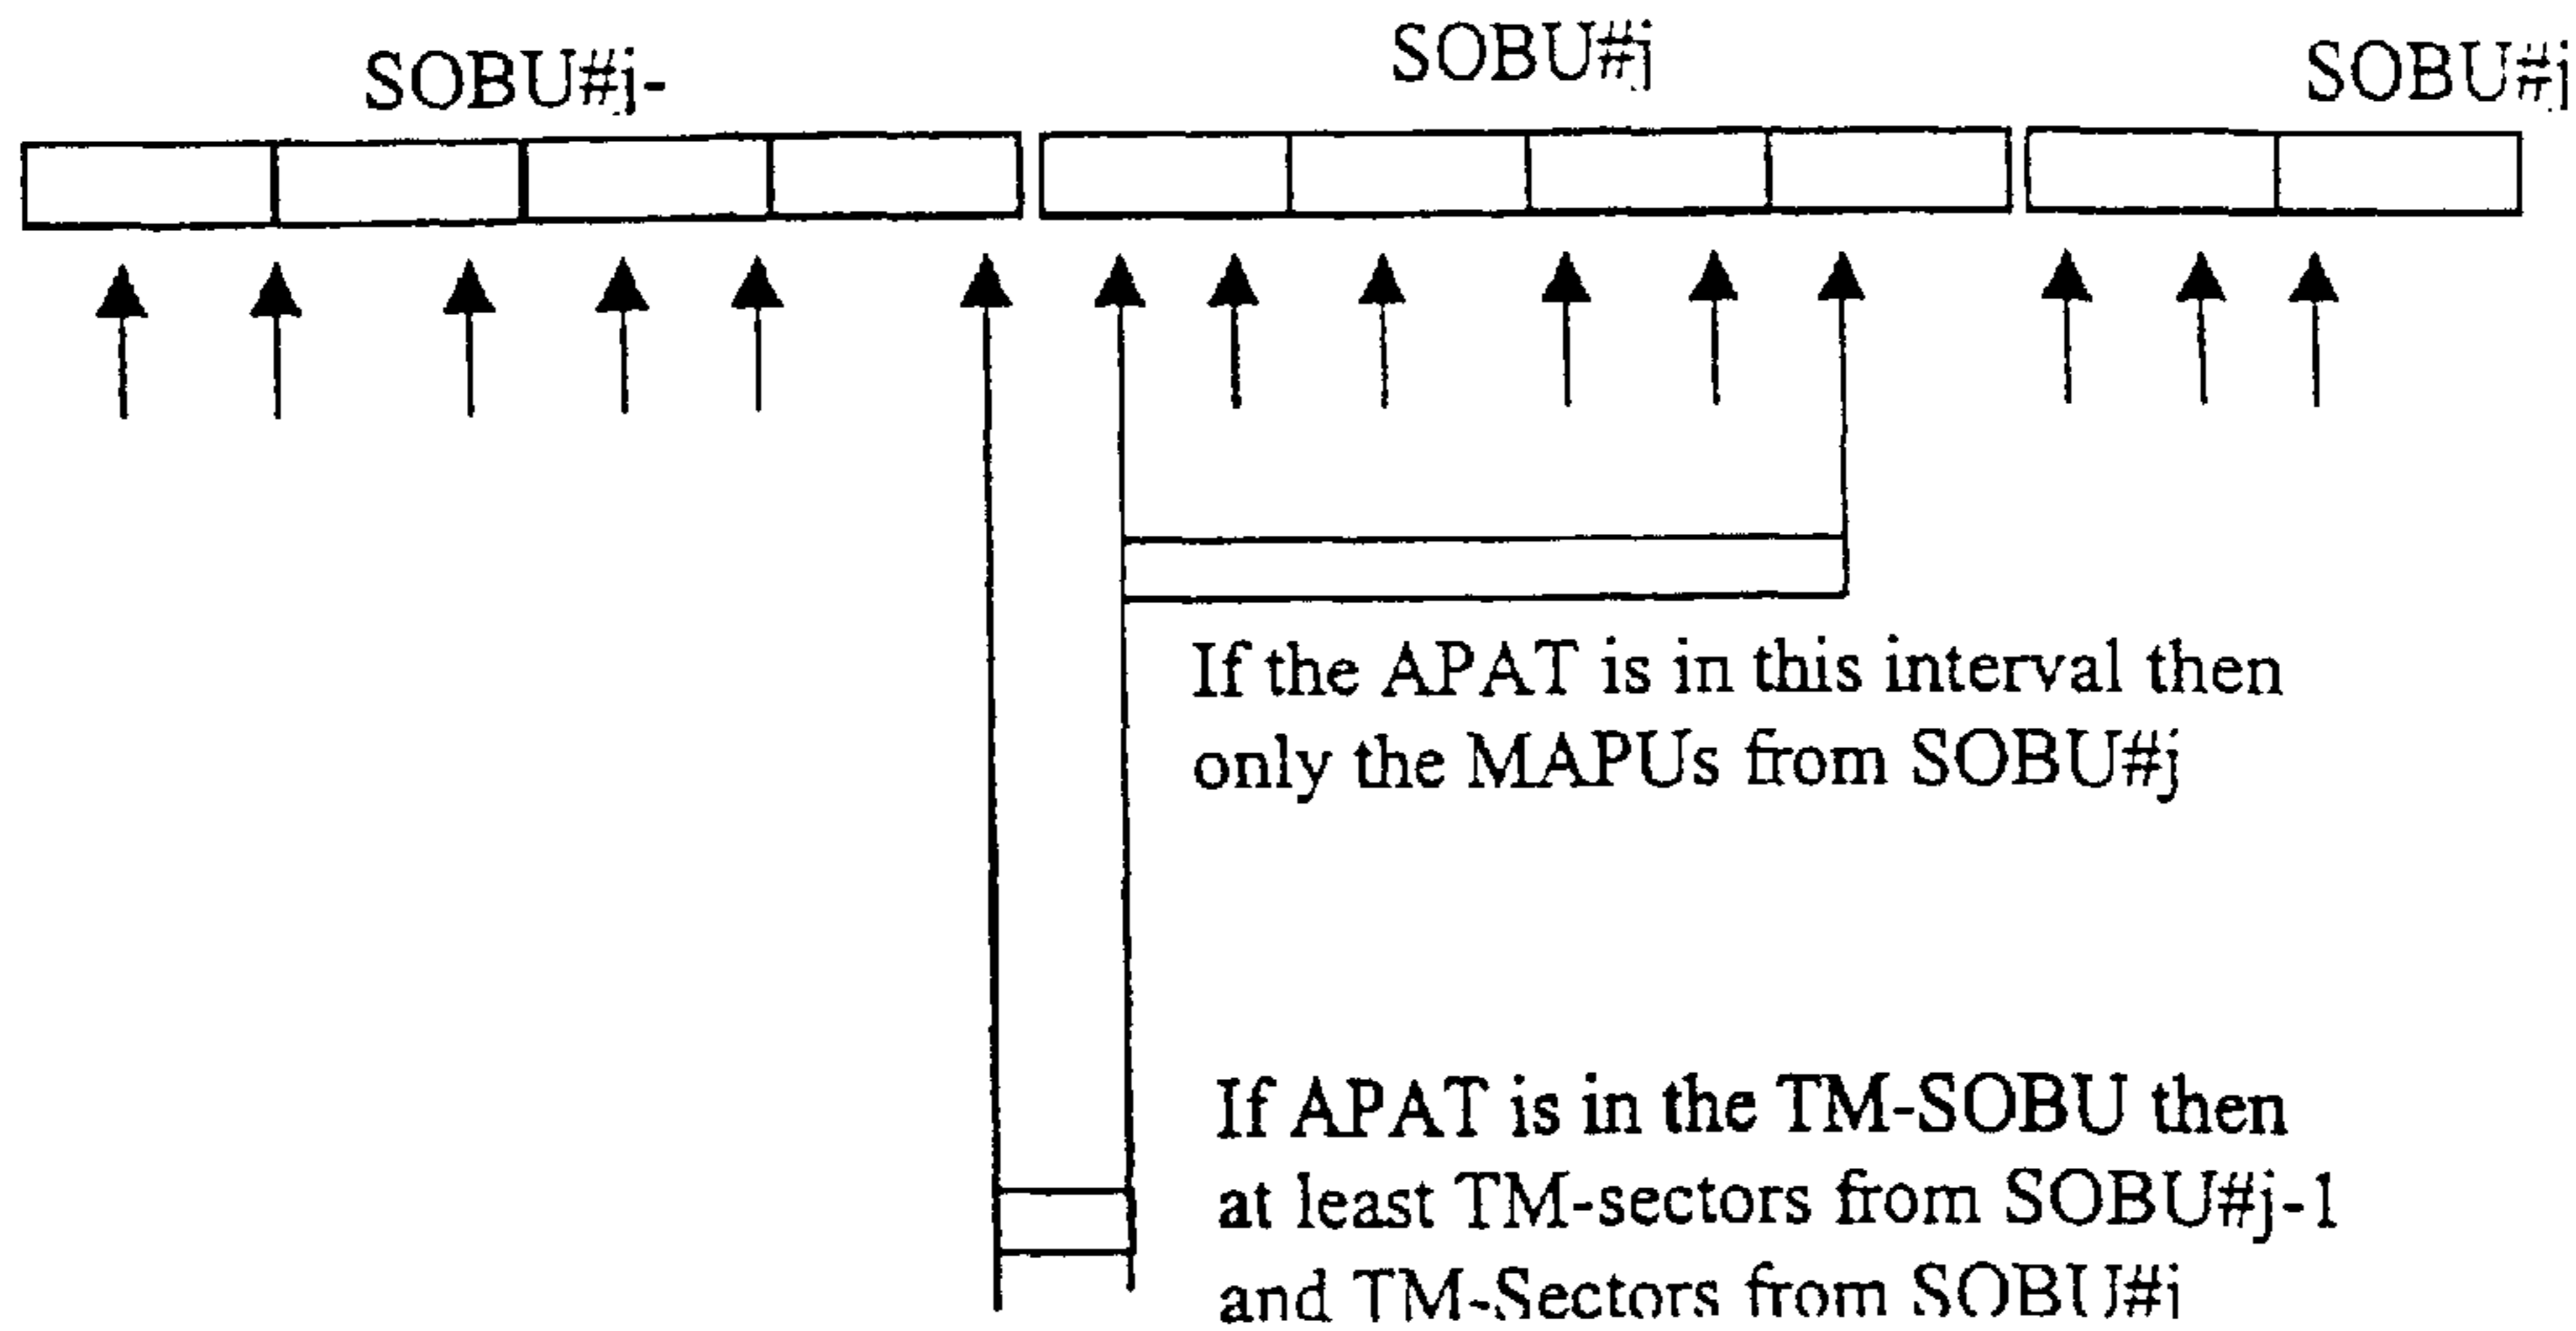 SOBU#j-
SOBU#j
SOBU#j
If the APAT is in this interval then
only the MAPUs from SOBU#j
If APAT is in the TM-SOBU then
at least TM-sectors from SOBU#j-1
and TM-Sectors from SOBU#j